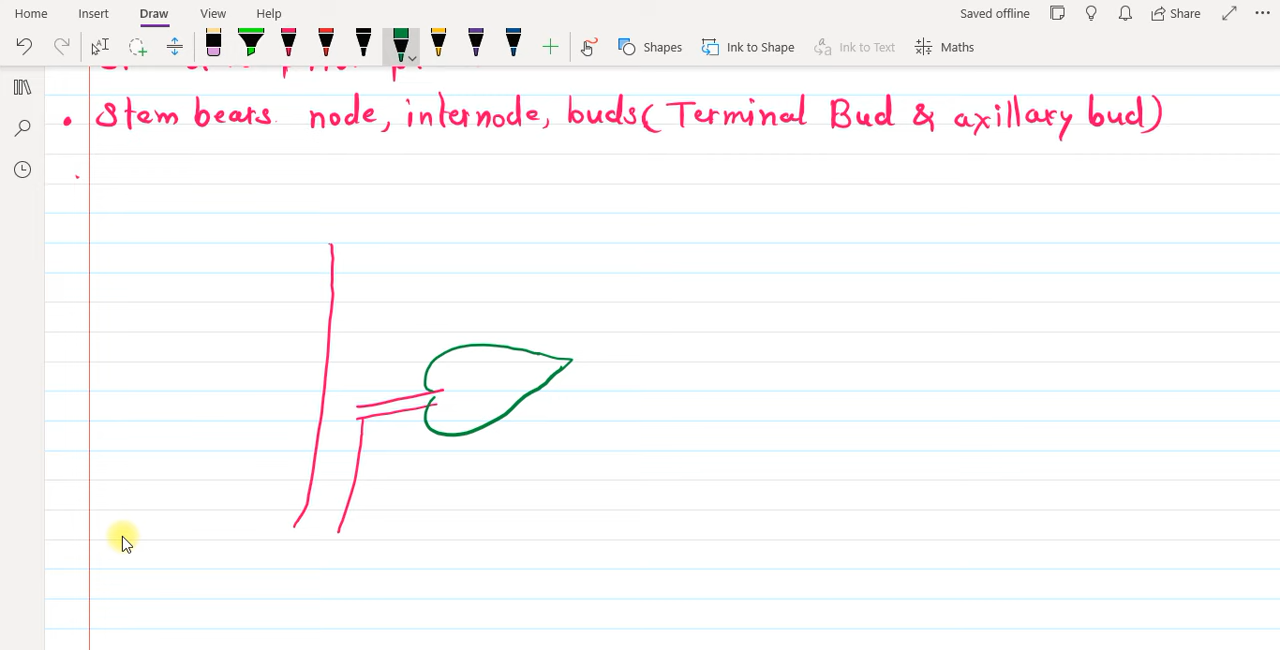 Home Insert Draw View Help Saved offline Share
Shapes Ink to Shape Ink to Text Maths
• Stem bears. node, internode, buds( Terminal Bud & axillary bud)